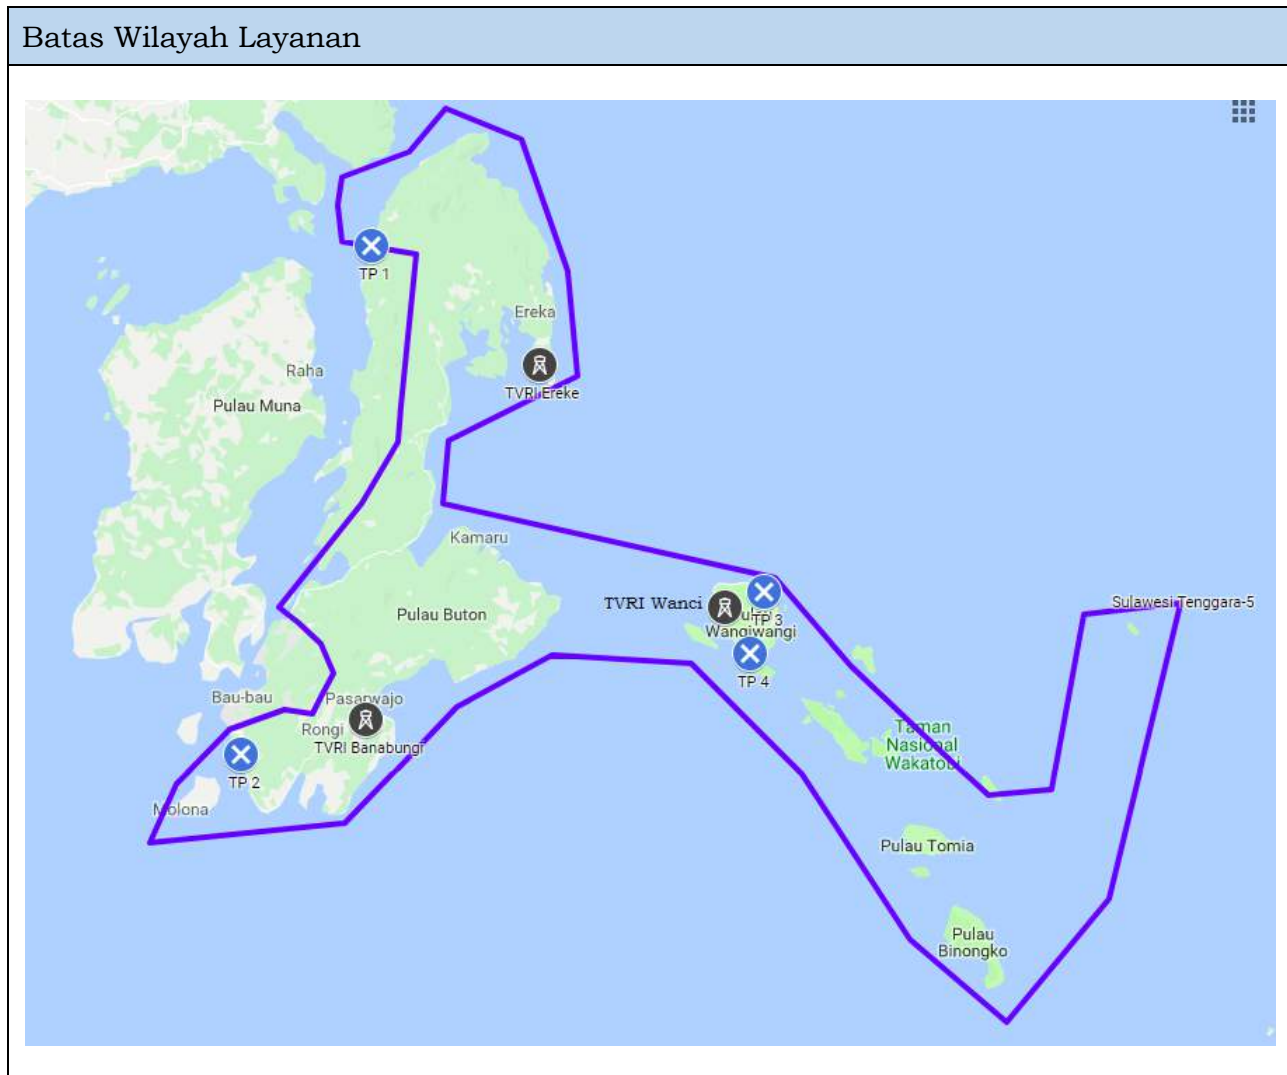 Batas Wilayah Layanan
TP 1
Ereka
TVRI Ereke
Raha
Pulau Muna
Kamaru
Pulau Buton
TVRI Wanci
Pulau
TP 3
Wangiwangi
TP 4
Sulawesi Tenggara-5
Bau-bau
Pasarwajo
Rongi
TVRI Banabungi
TP 2
Molona
Taman
Nasional
Wakatobi
Pulau Tomia
Pulau
Binongko